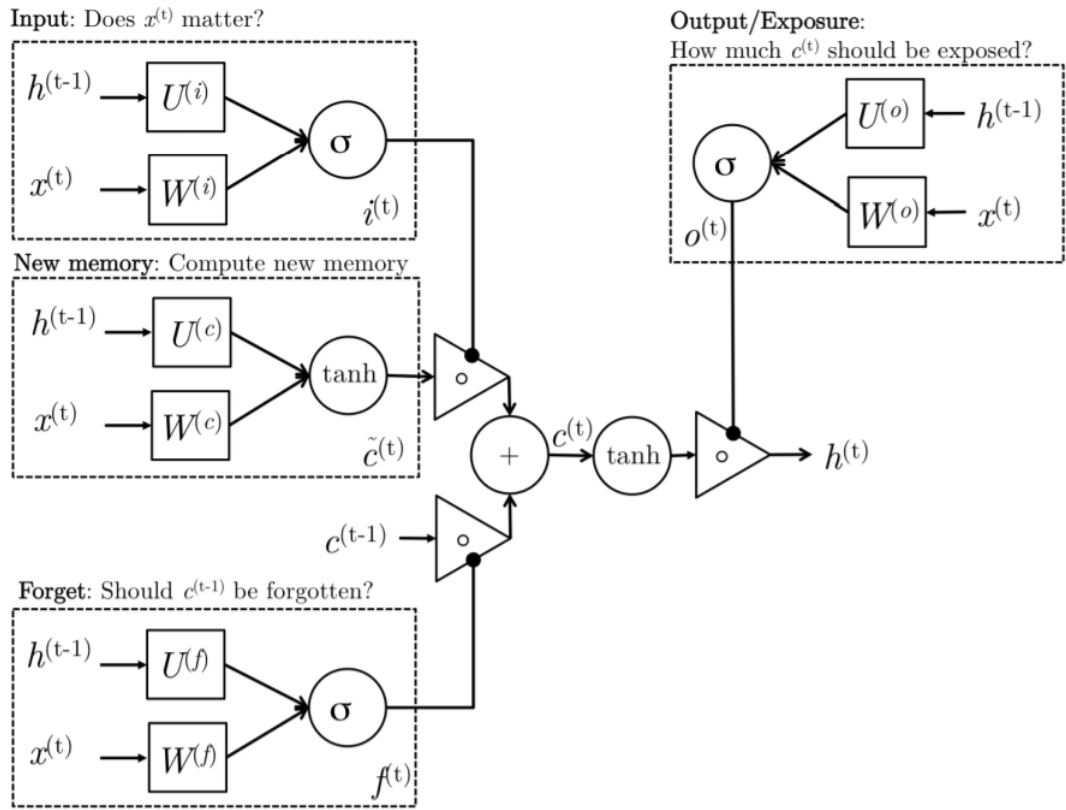 Input: Does x(t) matter?
h(t-1)
U(i)
x(t)
W(i)
σ
i(t)
New memory: Compute new memory
h(t-1)
U(c)
x(t)
W(c)
tanh
c̃(t)
c(t-1)
Forget: Should c(t-1) be forgotten?
h(t-1)
U(f)
x(t)
W(f)
σ
f(t)
+
c(t)
tanh
h(t)
Output/Exposure:
How much c(t) should be exposed?
U(o)
h(t-1)
σ
W(o)
x(t)
o(t)